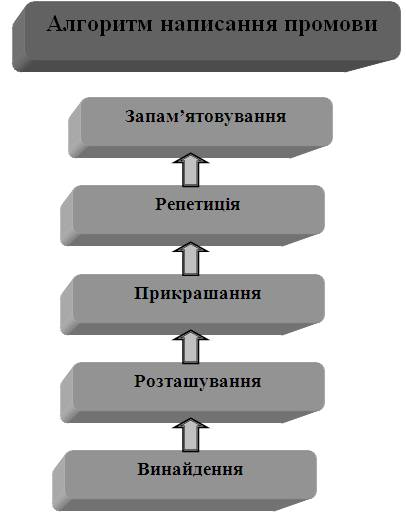 Алгоритм написання промови
Запам’ятовування
Репетиція
Прикрашання
Розташування
Винайдення